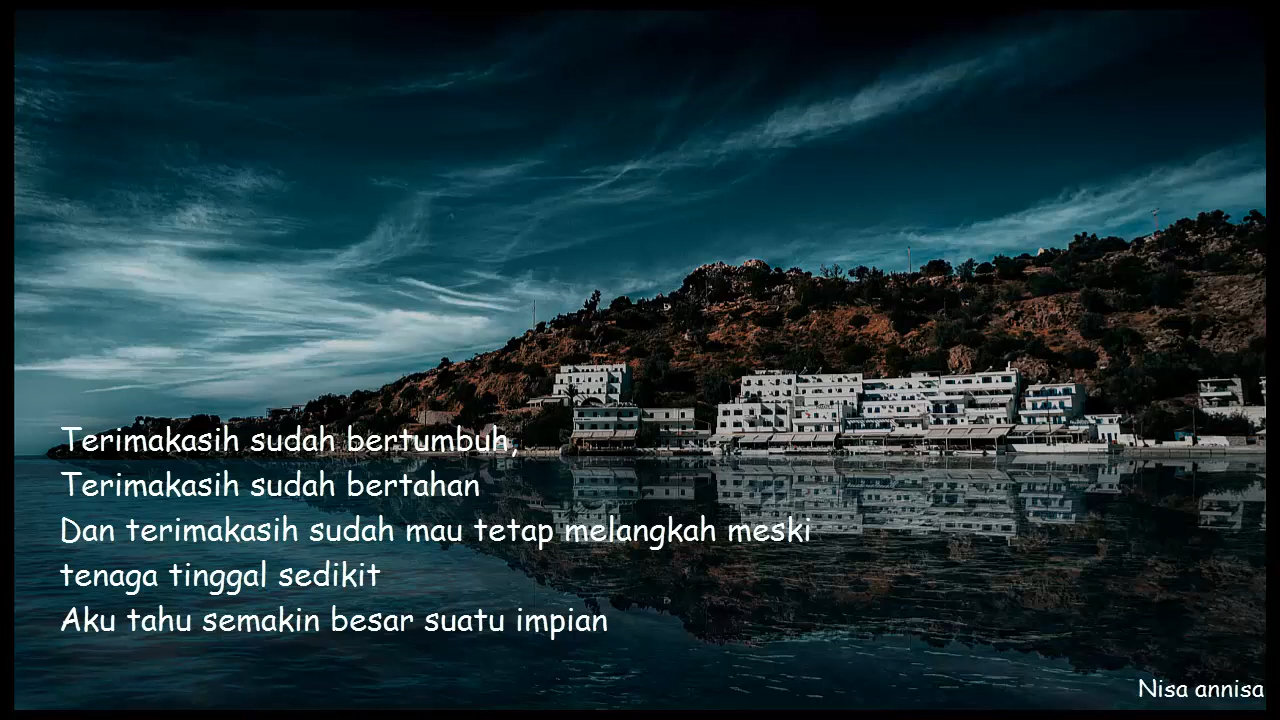 Terimakasih sudah bertumbuh,
Terimakasih sudah bertahan
Dan terimakasih sudah mau tetap melangkah meski
tenaga tinggal sedikit
Aku tahu semakin besar suatu impian
Nisa annisa